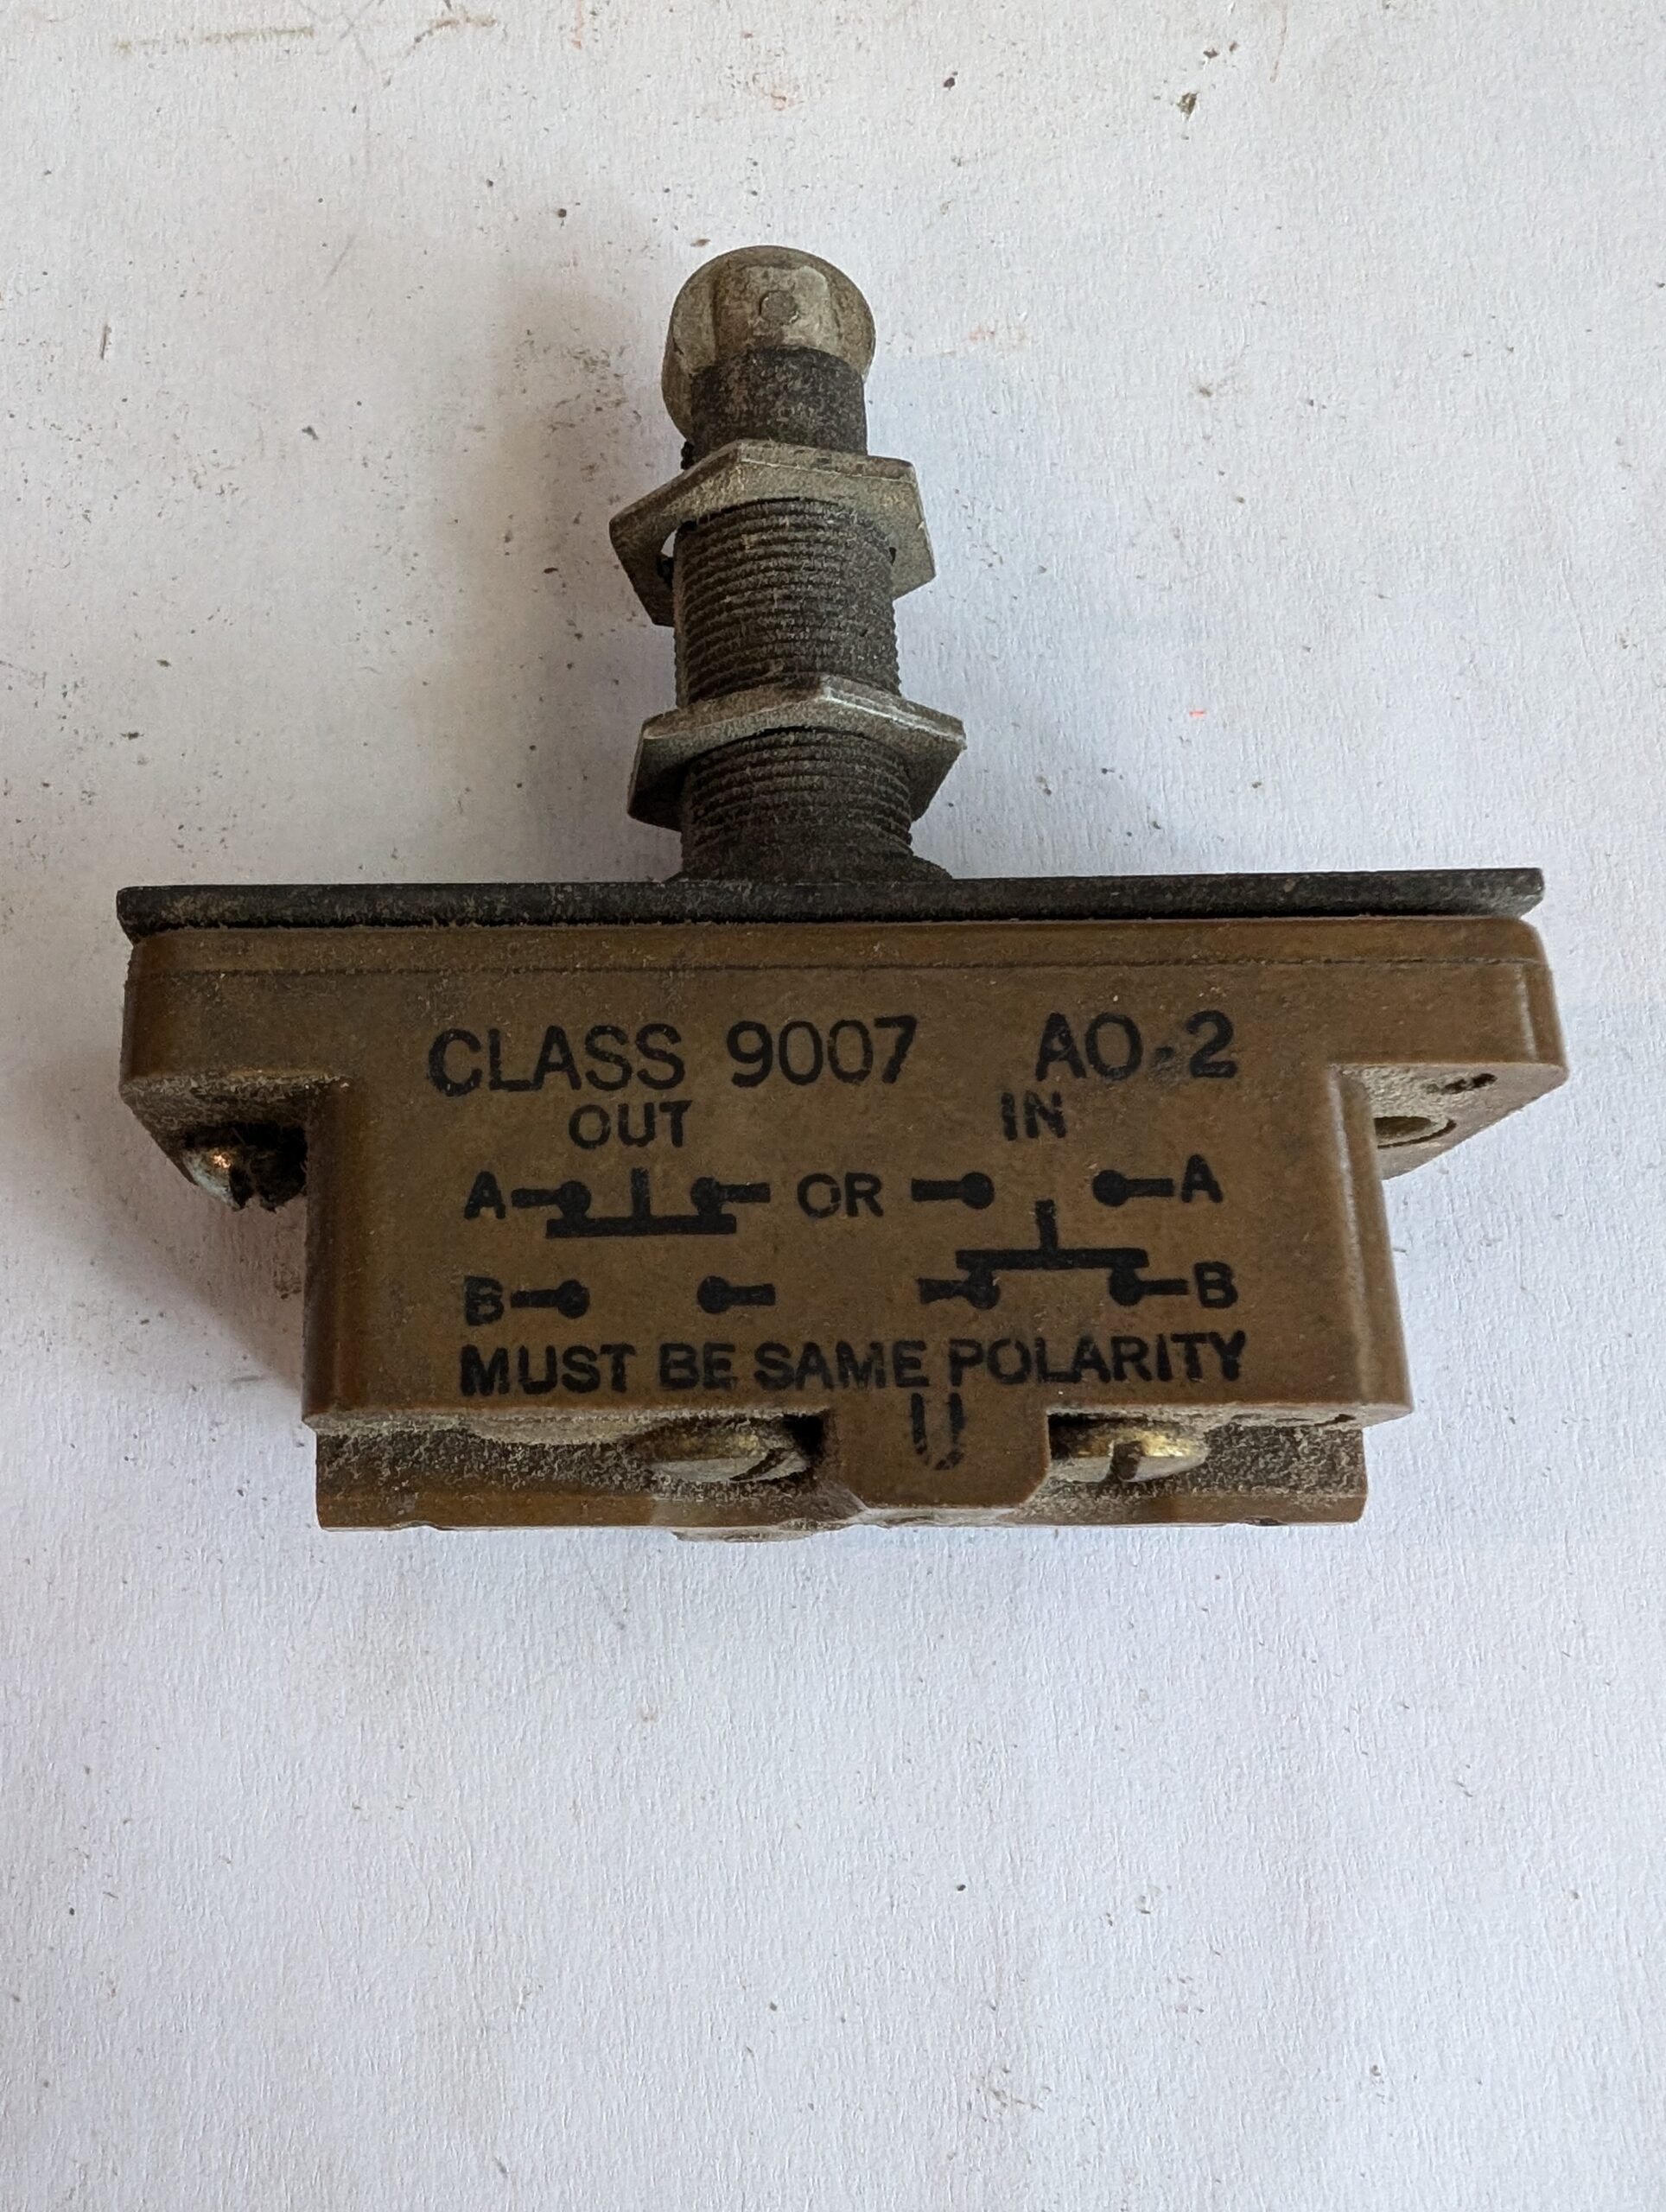 CLASS 9007 AO-2
OUT IN
A OR A
B B
MUST BE SAME POLARITY
U